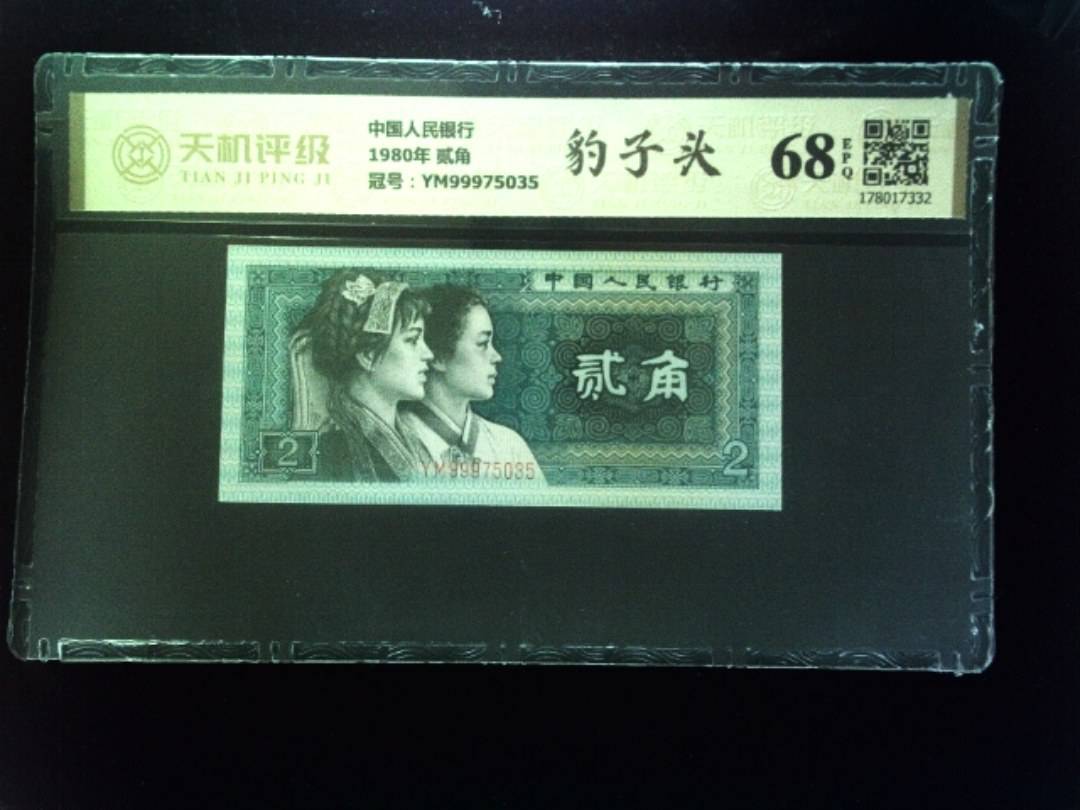 天机评级
TIAN JI PING JI
中国人民银行
1980年 贰角
冠号：YM99975035
豹子头
68
EPQ
178017332
中国人民银行
贰角
2
YM99975035
2